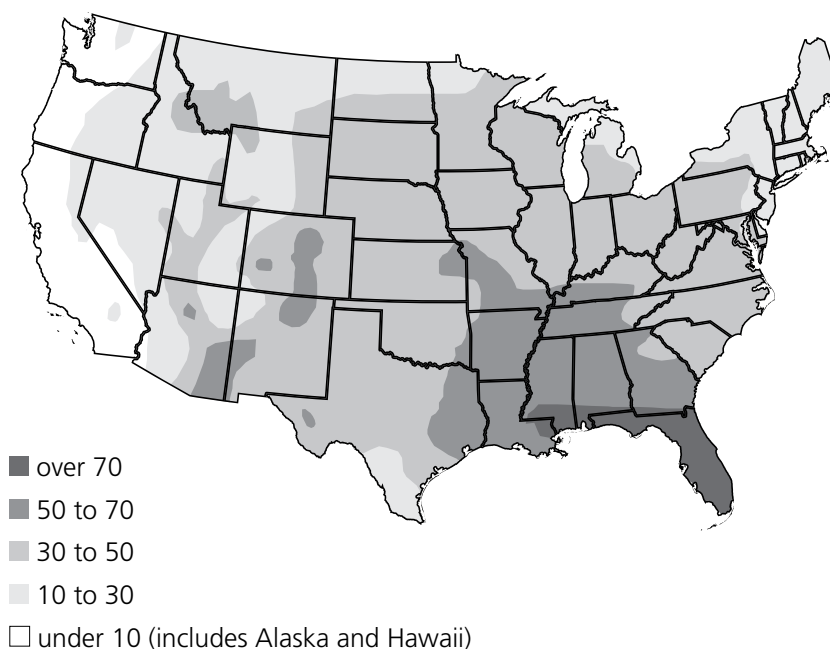 over 70
50 to 70
30 to 50
10 to 30
under 10 (includes Alaska and Hawaii)